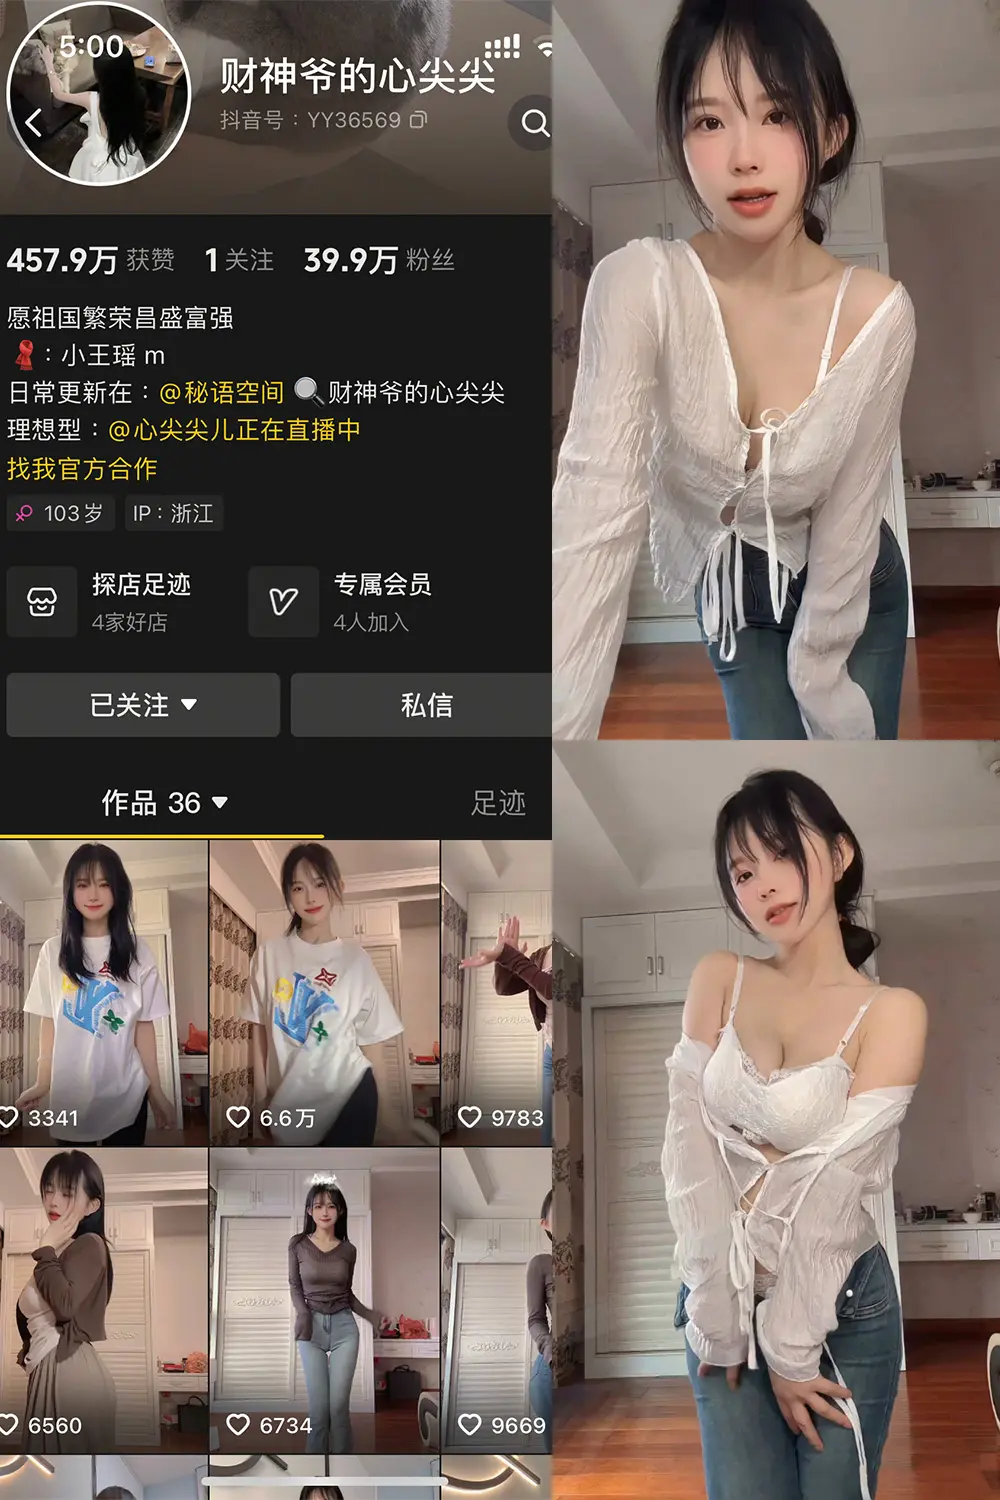 5:00
财神爷的心尖尖
抖音号：YY36569
457.9万 获赞 1 关注 39.9万 粉丝
愿祖国繁荣昌盛富强
：小王瑶 m
日常更新在：@秘语空间 🔍财神爷的心尖尖
理想型：@心尖尖儿正在直播中
找我官方合作
♀ 103岁 IP：浙江
探店足迹 专属会员
4家好店 4人加入
已关注 私信
作品 36 足迹
3341 6.6万 9783
6560 6734 9669